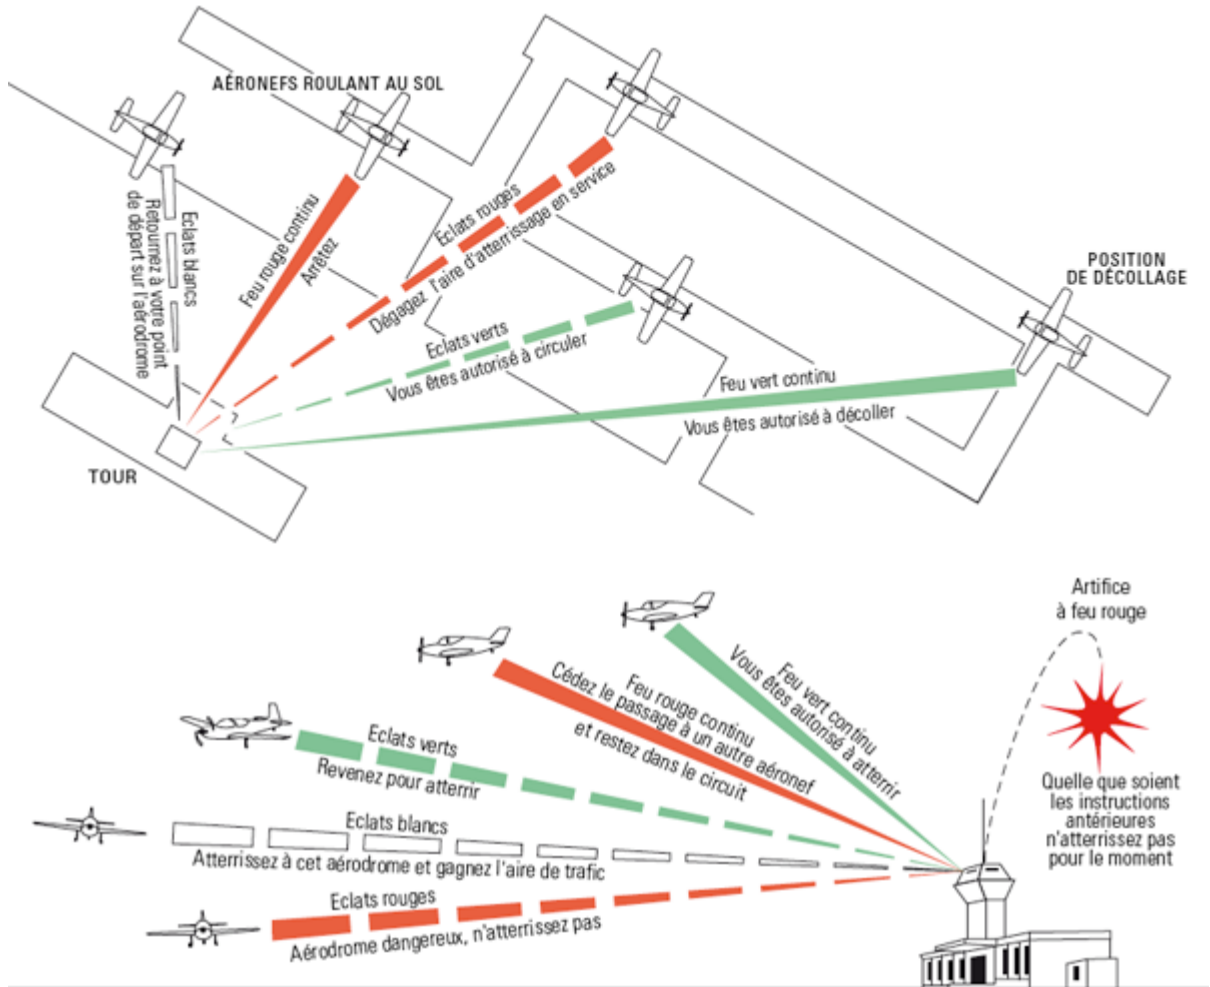 AÉRONEFS ROULANT AU SOL
Eclats blancs
Retournez à votre point
de départ sur l'aérodrome
Feu rouge continu
Arrêtez
Eclats rouges
Dégagez l'aire d'atterrissage en service
Eclats verts
Vous êtes autorisé à circuler
POSITION
DE DÉCOLLAGE
Feu vert continu
Vous êtes autorisé à décoller
TOUR
Artifice
à feu rouge
Feu vert continu
Vous êtes autorisé à atterrir
Feu rouge continu
Cédez le passage à un autre aéronef
et restez dans le circuit
Eclats verts
Revenez pour atterrir
Eclats blancs
Atterrissez à cet aérodrome et gagnez l'aire de trafic
Eclats rouges
Aérodrome dangereux, n'atterrissez pas
Quelle que soient
les instructions
antérieures
n'atterrissez pas
pour le moment